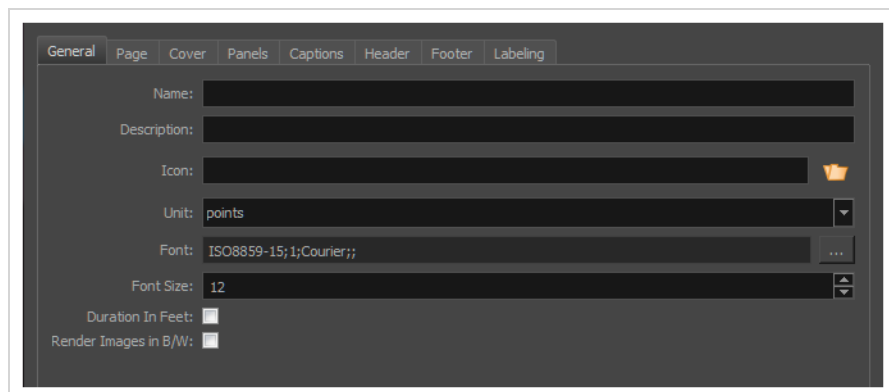 General Page Cover Panels Captions Header Footer Labeling
Name:
Description:
Icon:
Unit: points
Font: ISO8859-15;1;Courier;; ...
Font Size: 12
Duration In Feet:
Render Images in B/W: